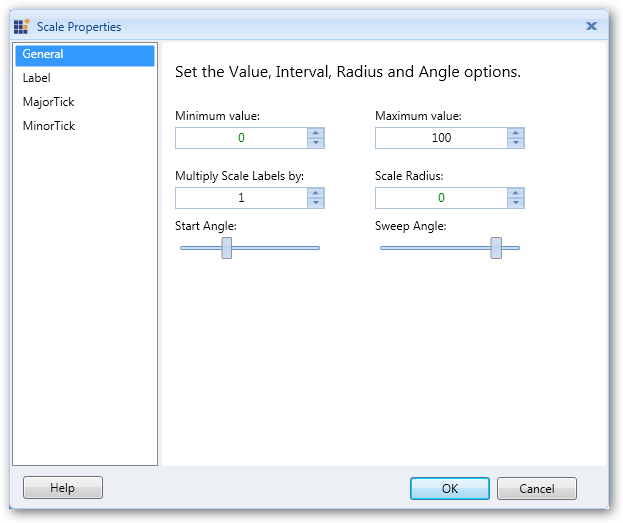 Scale Properties
General
Label
MajorTick
MinorTick
Set the Value, Interval, Radius and Angle options.
Minimum value:
Maximum value:
0
100
Multiply Scale Labels by:
Scale Radius:
1
0
Start Angle:
Sweep Angle:
Help
OK
Cancel